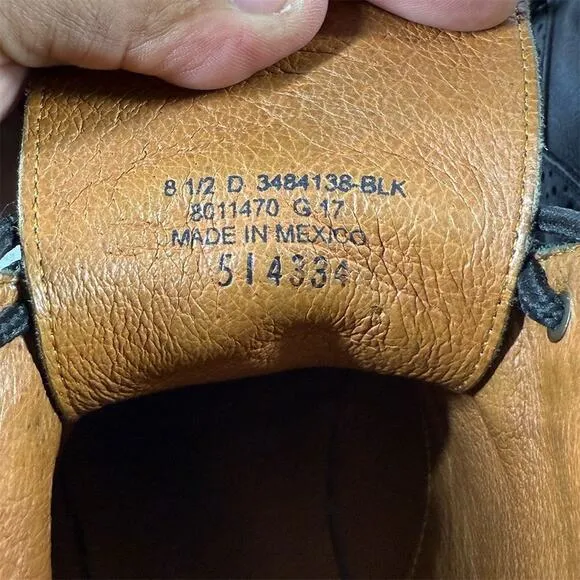 8 1/2 D 3484138-BLK
8011470 G 17
MADE IN MEXICO
514334